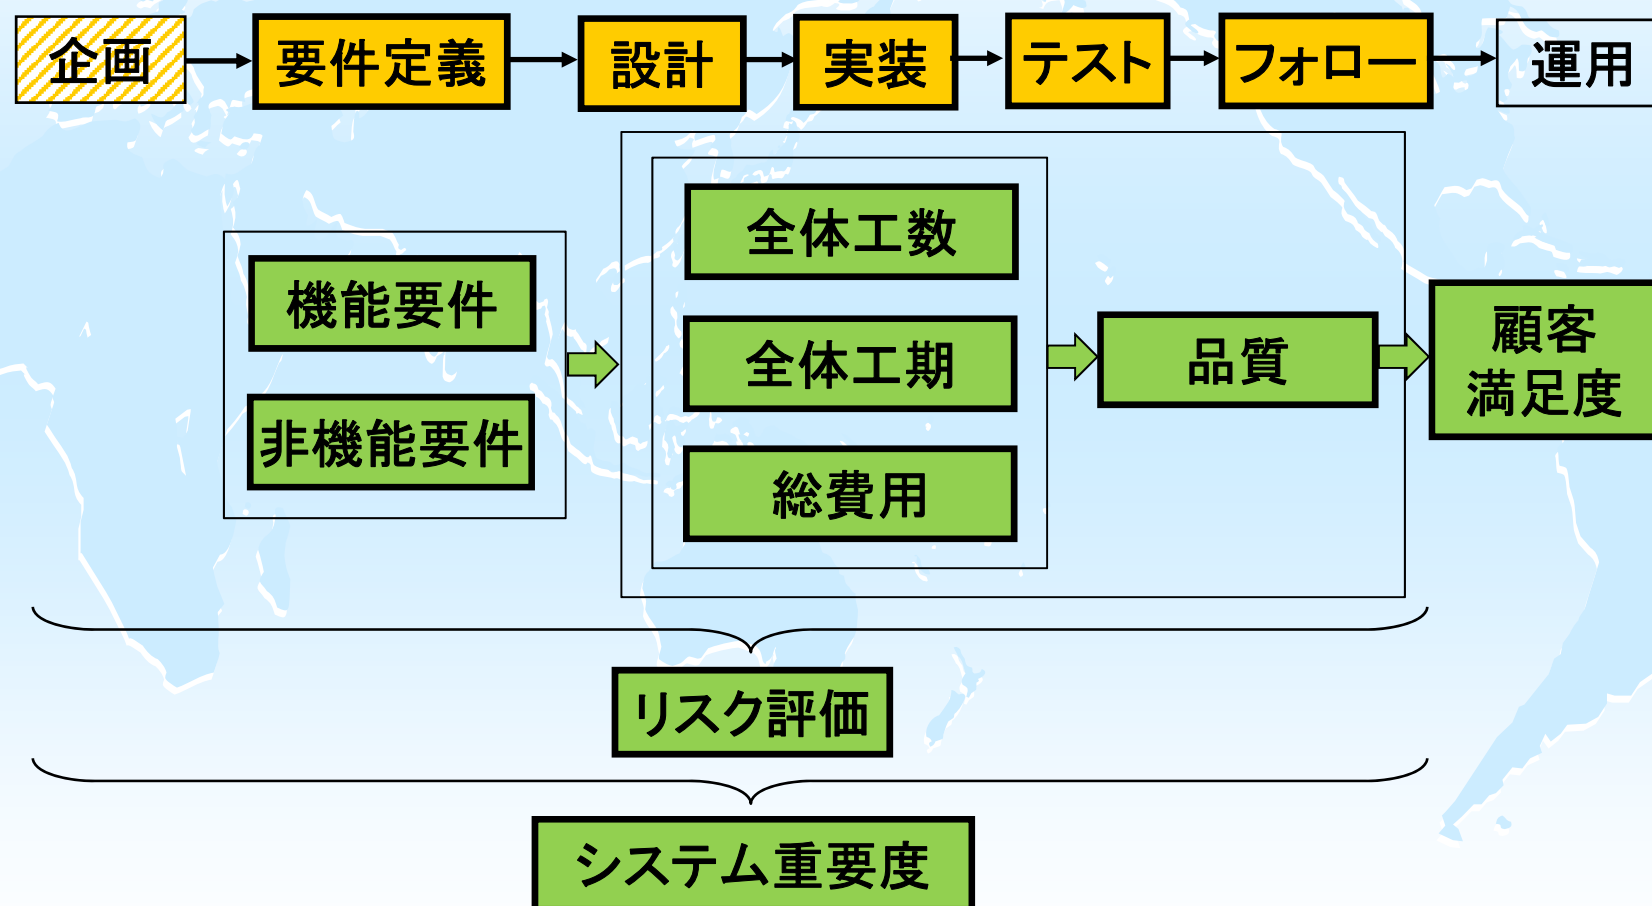 企画
要件定義
設計
実装
テスト
フォロー
運用
機能要件
非機能要件
全体工数
全体工期
総費用
品質
顧客
満足度
リスク評価
システム重要度